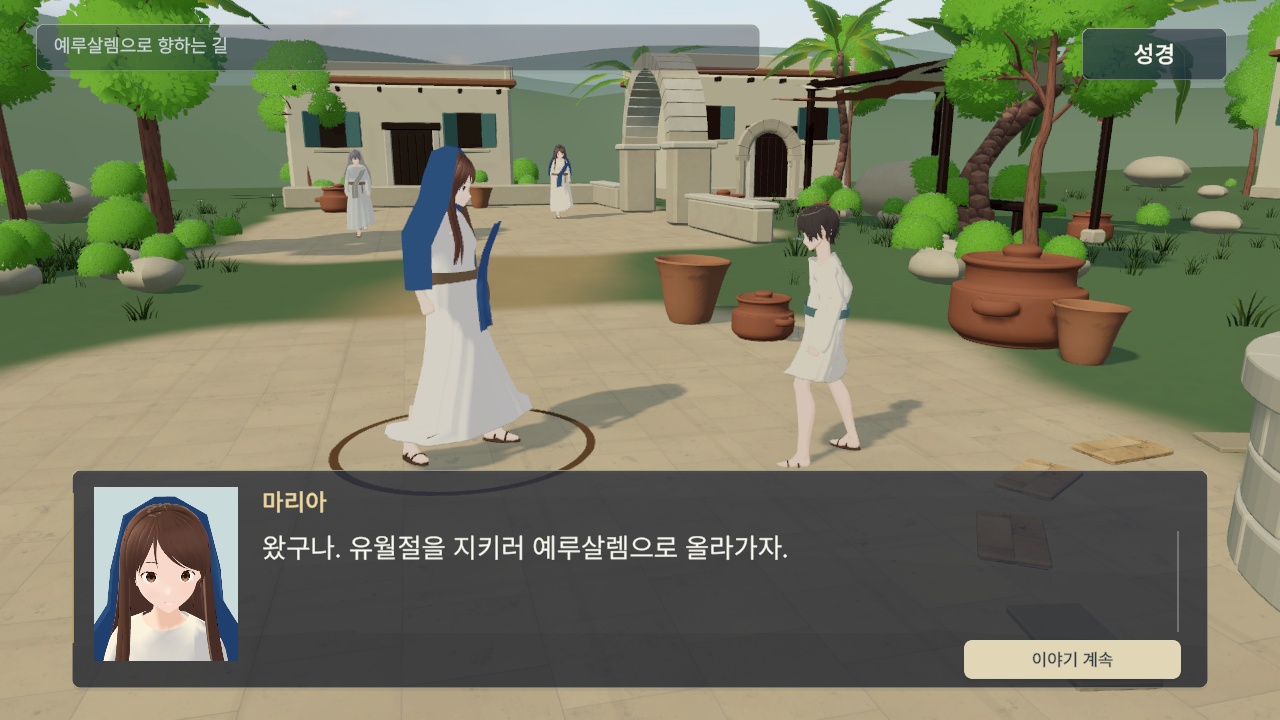 예루살렘으로 향하는 길
성경
마리아
왔구나. 유월절을 지키러 예루살렘으로 올라가자.
이야기 계속